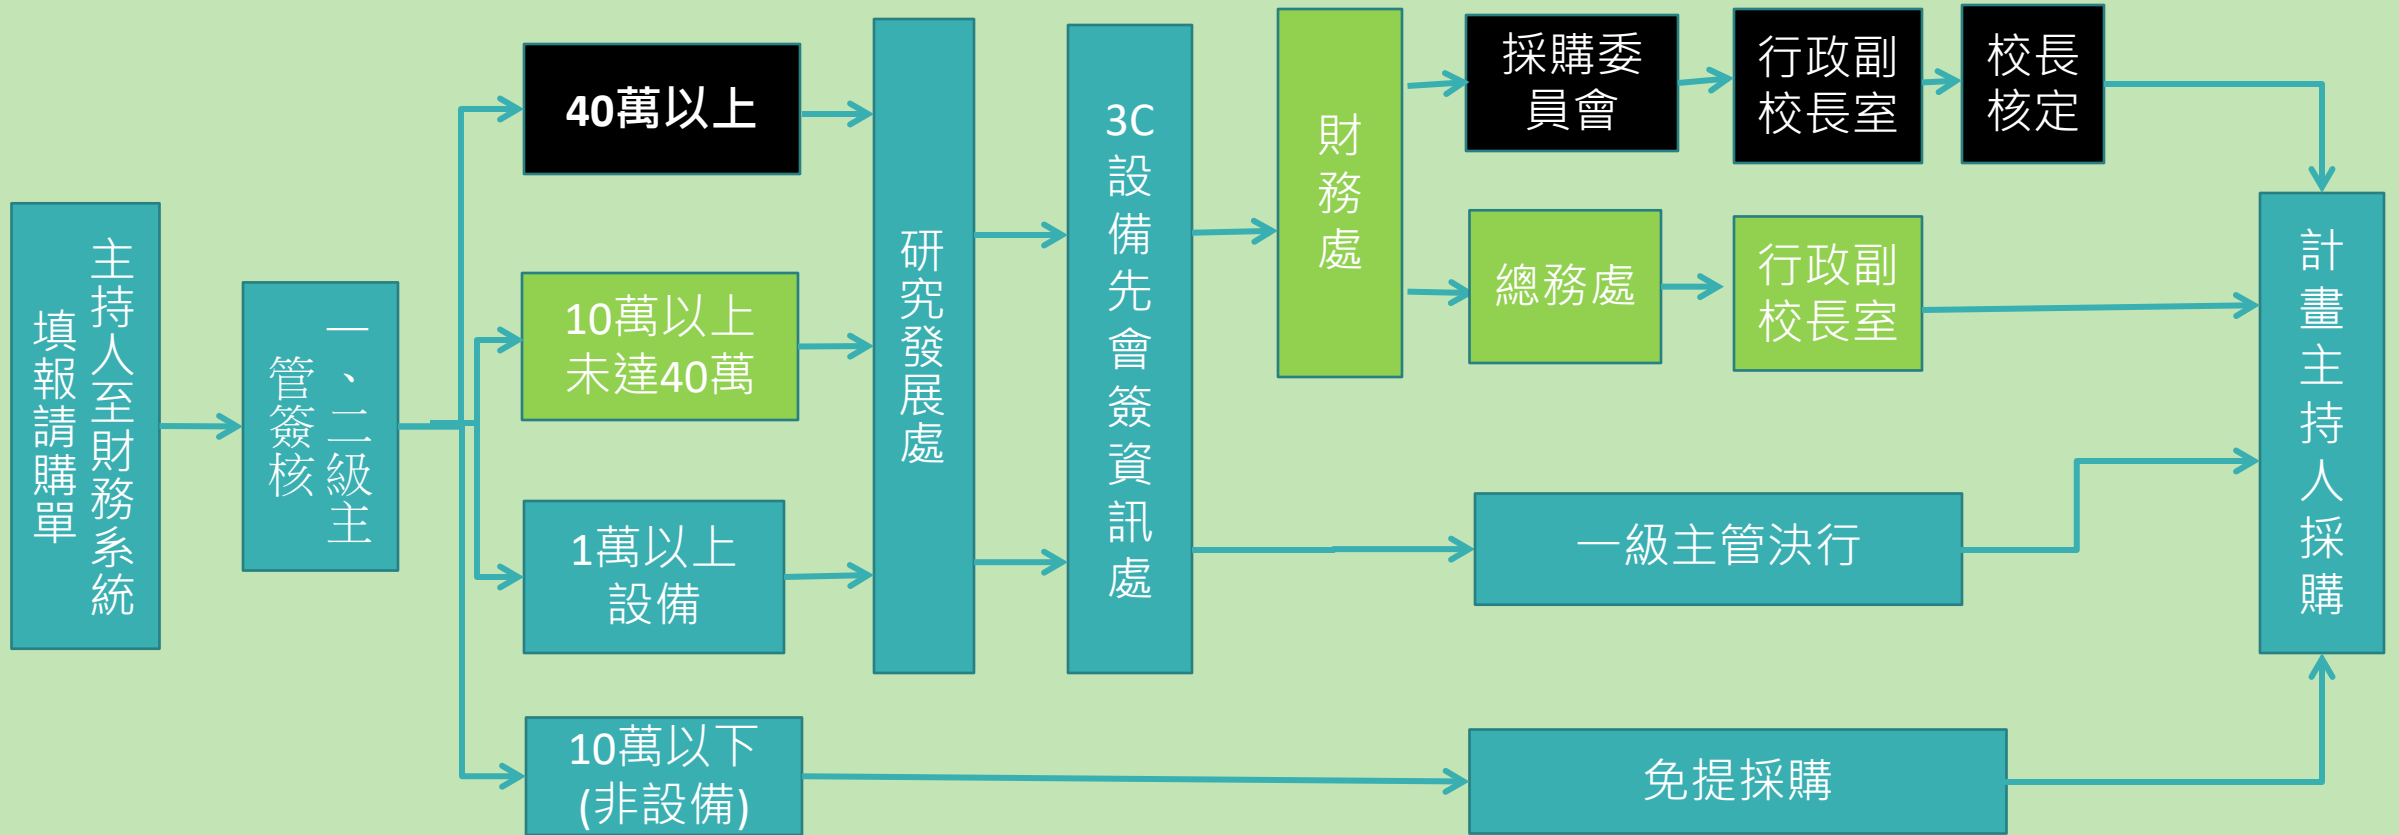 主持人至財務系統
填報請購單
一、二級主
管簽核
40萬以上
10萬以上
未達40萬
1萬以上
設備
10萬以下
(非設備)
研究發展處
3C設備先會簽資訊處
財務處
採購委
員會
行政副
校長室
校長
核定
總務處
行政副
校長室
一級主管決行
免提採購
計畫主持人採購